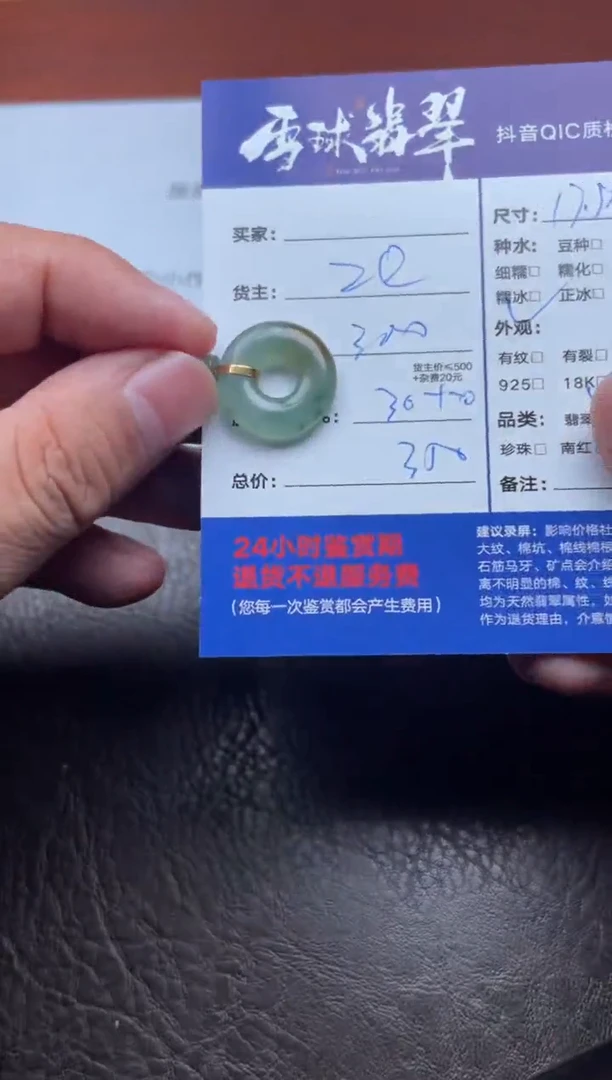 雪球翡翠
抖音QIC质检
买家：
货主：
300
货主价≤500
+杂费20元
总价：
24小时鉴赏期
退货不退服务费
（您每一次鉴赏都会产生费用）
尺寸：
种水： 豆种□
细糯□ 糯化□
糯冰□ 正冰□
外观：
有纹□ 有裂□
925□ 18K
品类： 翡翠
珍珠□ 南红
备注：
建议录屏：影响价格
大纹、棉坑、棉线
石筋马牙、矿点会介
离不明显的棉、纹、
均为天然翡翠属性，如
作为退货理由，介意